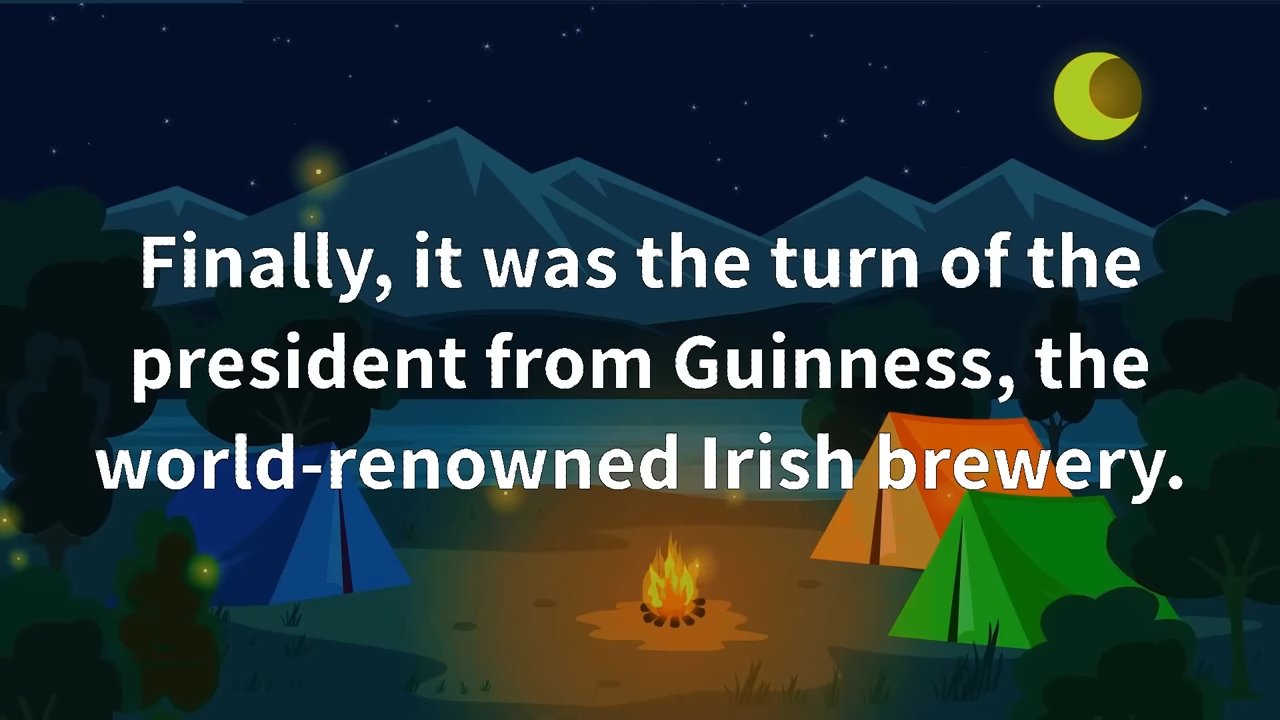 Finally, it was the turn of the
president from Guinness, the
world-renowned Irish brewery.